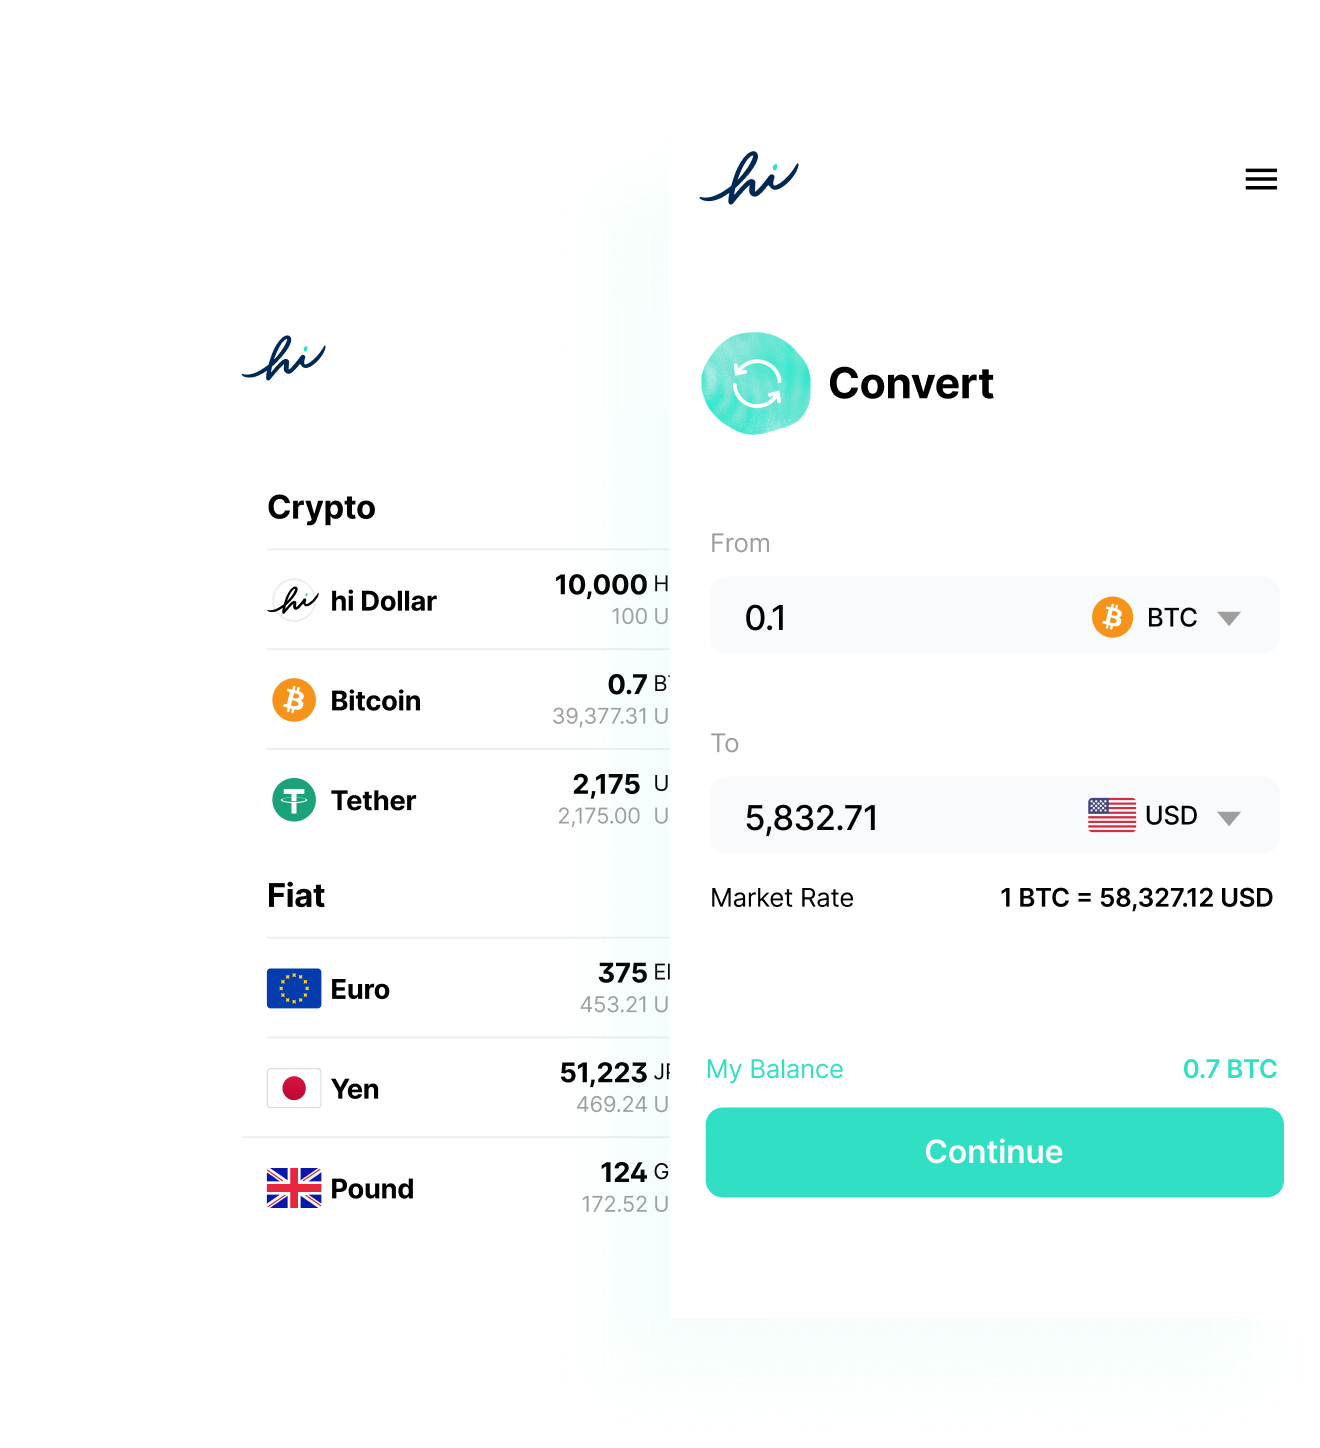 hi
Crypto
hi
hi Dollar
10,000 H
100 U
Bitcoin
0.7 BT
39,377.31 U
Tether
2,175 U
2,175.00 U
Fiat
Euro
375
453.21 U
Yen
51,223 JP
469.24 U
Pound
124 G
172.52 U
hi
Convert
From
0.1
BTC
To
5,832.71
USD
Market Rate
1 BTC = 58,327.12 USD
My Balance
0.7 BTC
Continue